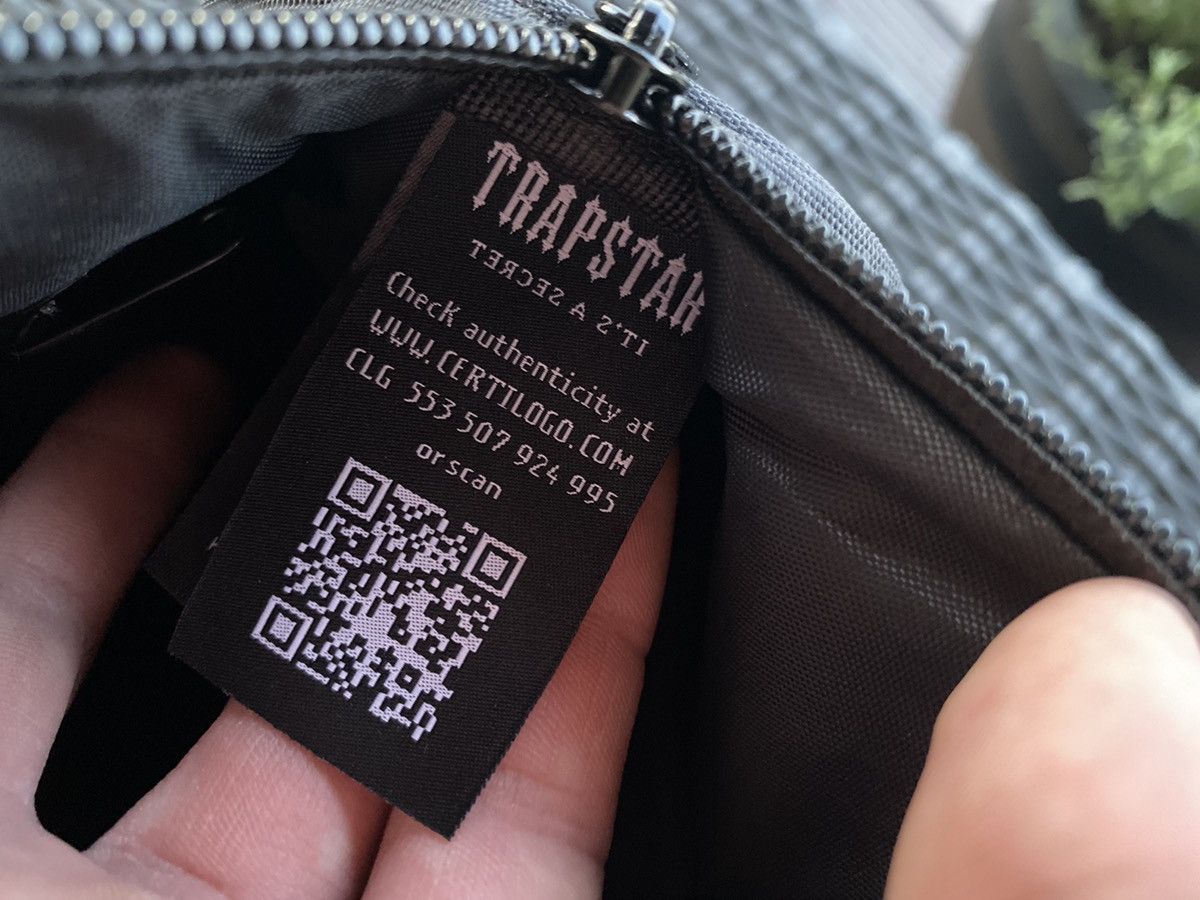 TRAPSTAR
IT'S A SECRET
Check authenticity at
WWW.CERTILOGO.COM
CLG 553 507 924 995
or scan